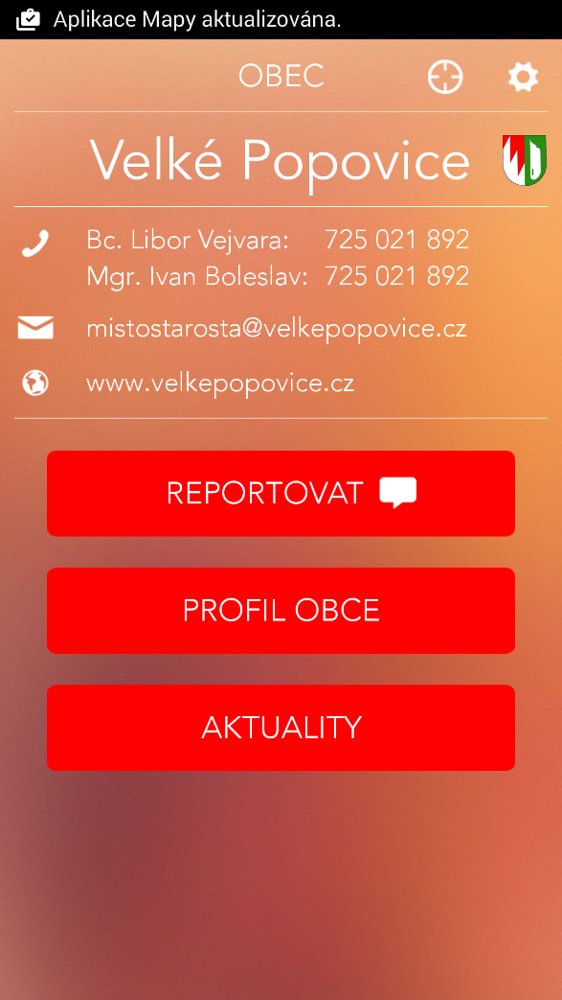 Aplikace Mapy aktualizována.
OBEC
Velké Popovice
Bc. Libor Vejvara: 725 021 892
Mgr. Ivan Boleslav: 725 021 892
mistostarosta@velkepopovice.cz
www.velkepopovice.cz
REPORTOVAT
PROFIL OBCE
AKTUALITY